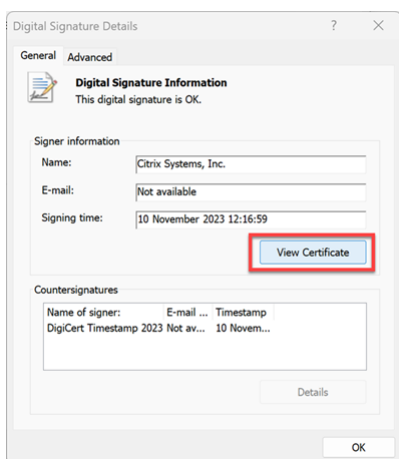 Digital Signature Details ? ×
General Advanced
Digital Signature Information
This digital signature is OK.
Signer information
Name: Citrix Systems, Inc.
E-mail: Not available
Signing time: 10 November 2023 12:16:59
View Certificate
Countersignatures
Name of signer: E-mail ... Timestamp
DigiCert Timestamp 2023 Not av... 10 Novem...
Details
OK